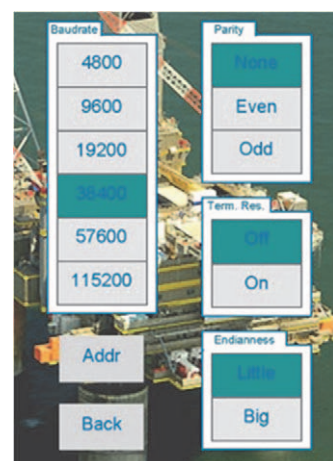 Baudrate
4800
9600
19200
38400
57600
115200
Addr
Back
Parity
None
Even
Odd
Term. Res.
Off
On
Endianness
Little
Big